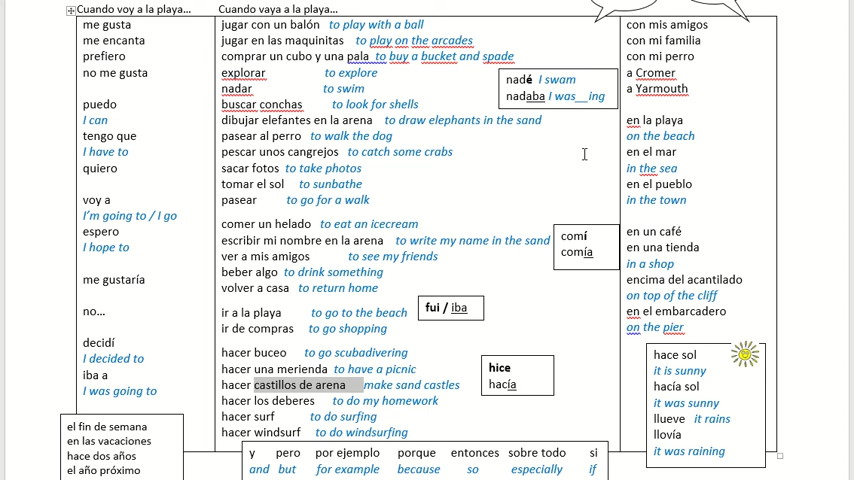 Cuando voy a la playa…
Cuando vaya a la playa…
me gusta
me encanta
prefiero
no me gusta
puedo
I can
tengo que
I have to
quiero
voy a
I'm going to / I go
espero
I hope to
me gustaría
no…
decidí
I decided to
iba a
I was going to
jugar con un balón to play with a ball
jugar en las maquinitas to play on the arcades
comprar un cubo y una pala to buy a bucket and spade
explorar to explore
nadar to swim
buscar conchas to look for shells
dibujar elefantes en la arena to draw elephants in the sand
pasear al perro to walk the dog
pescar unos cangrejos to catch some crabs
sacar fotos to take photos
tomar el sol to sunbathe
pasear to go for a walk
comer un helado to eat an icecream
escribir mi nombre en la arena to write my name in the sand
ver a mis amigos to see my friends
beber algo to drink something
volver a casa to return home
ir a la playa to go to the beach
ir de compras to go shopping
hacer buceo to go scubadivering
hacer una merienda to have a picnic
hacer castillos de arena make sand castles
hacer los deberes to do my homework
hacer surf to do surfing
hacer windsurf to do windsurfing
nadé I swam
nadaba I was__ing
comí
comía
fui / iba
hice
hacía
con mis amigos
con mi familia
con mi perro
a Cromer
a Yarmouth
en la playa
on the beach
en el mar
in the sea
en el pueblo
in the town
en un café
en una tienda
in a shop
encima del acantilado
on top of the cliff
en el embarcadero
on the pier
hace sol
it is sunny
hacía sol
it was sunny
llueve it rains
llovía
it was raining
el fin de semana
en las vacaciones
hace dos años
el año próximo
y pero por ejemplo porque entonces sobre todo si
and but for example because so especially if